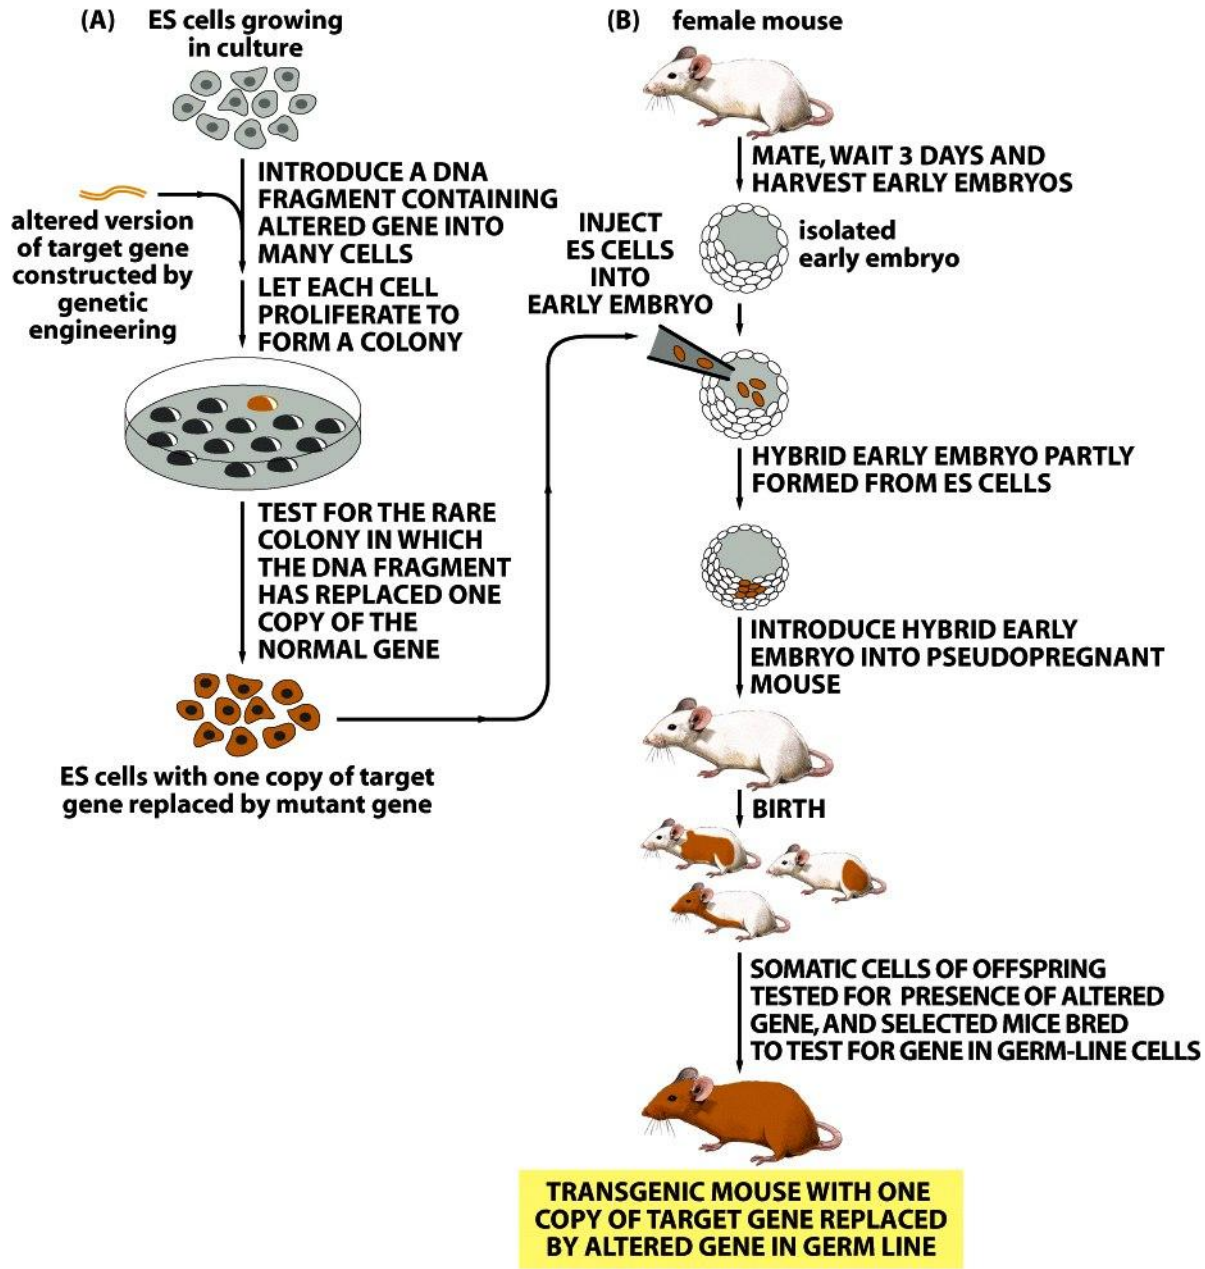 (A) ES cells growing
in culture
INTRODUCE A DNA
FRAGMENT CONTAINING
ALTERED GENE INTO
MANY CELLS
altered version
of target gene
constructed by
genetic
engineering
LET EACH CELL
PROLIFERATE TO
FORM A COLONY
TEST FOR THE RARE
COLONY IN WHICH
THE DNA FRAGMENT
HAS REPLACED ONE
COPY OF THE
NORMAL GENE
ES cells with one copy of target
gene replaced by mutant gene
(B) female mouse
MATE, WAIT 3 DAYS AND
HARVEST EARLY EMBRYOS
isolated
early embryo
INJECT
ES CELLS
INTO
EARLY EMBRYO
HYBRID EARLY EMBRYO PARTLY
FORMED FROM ES CELLS
INTRODUCE HYBRID EARLY
EMBRYO INTO PSEUDOPREGNANT
MOUSE
BIRTH
SOMATIC CELLS OF OFFSPRING
TESTED FOR PRESENCE OF ALTERED
GENE, AND SELECTED MICE BRED
TO TEST FOR GENE IN GERM-LINE CELLS
TRANSGENIC MOUSE WITH ONE
COPY OF TARGET GENE REPLACED
BY ALTERED GENE IN GERM LINE